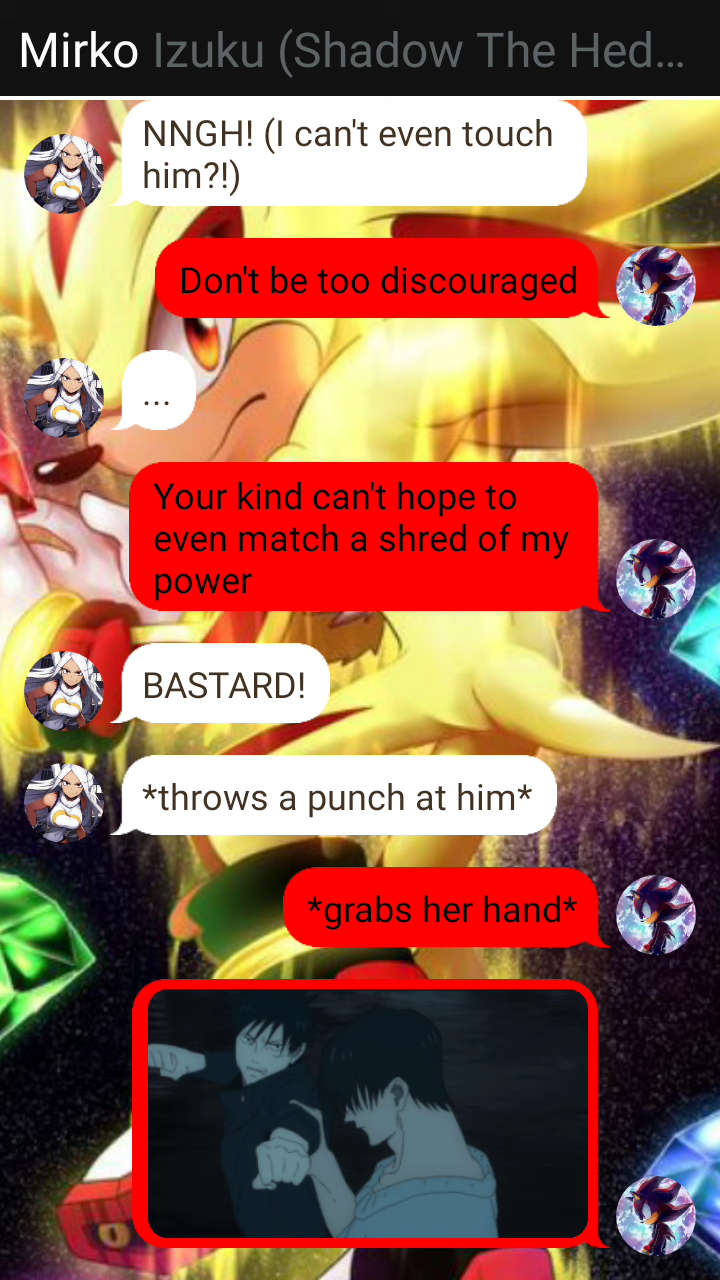 Mirko Izuku (Shadow The Hed...
NNGH! (I can't even touch
him?!)
Don't be too discouraged
...
Your kind can't hope to
even match a shred of my
power
BASTARD!
*throws a punch at him*
*grabs her hand*